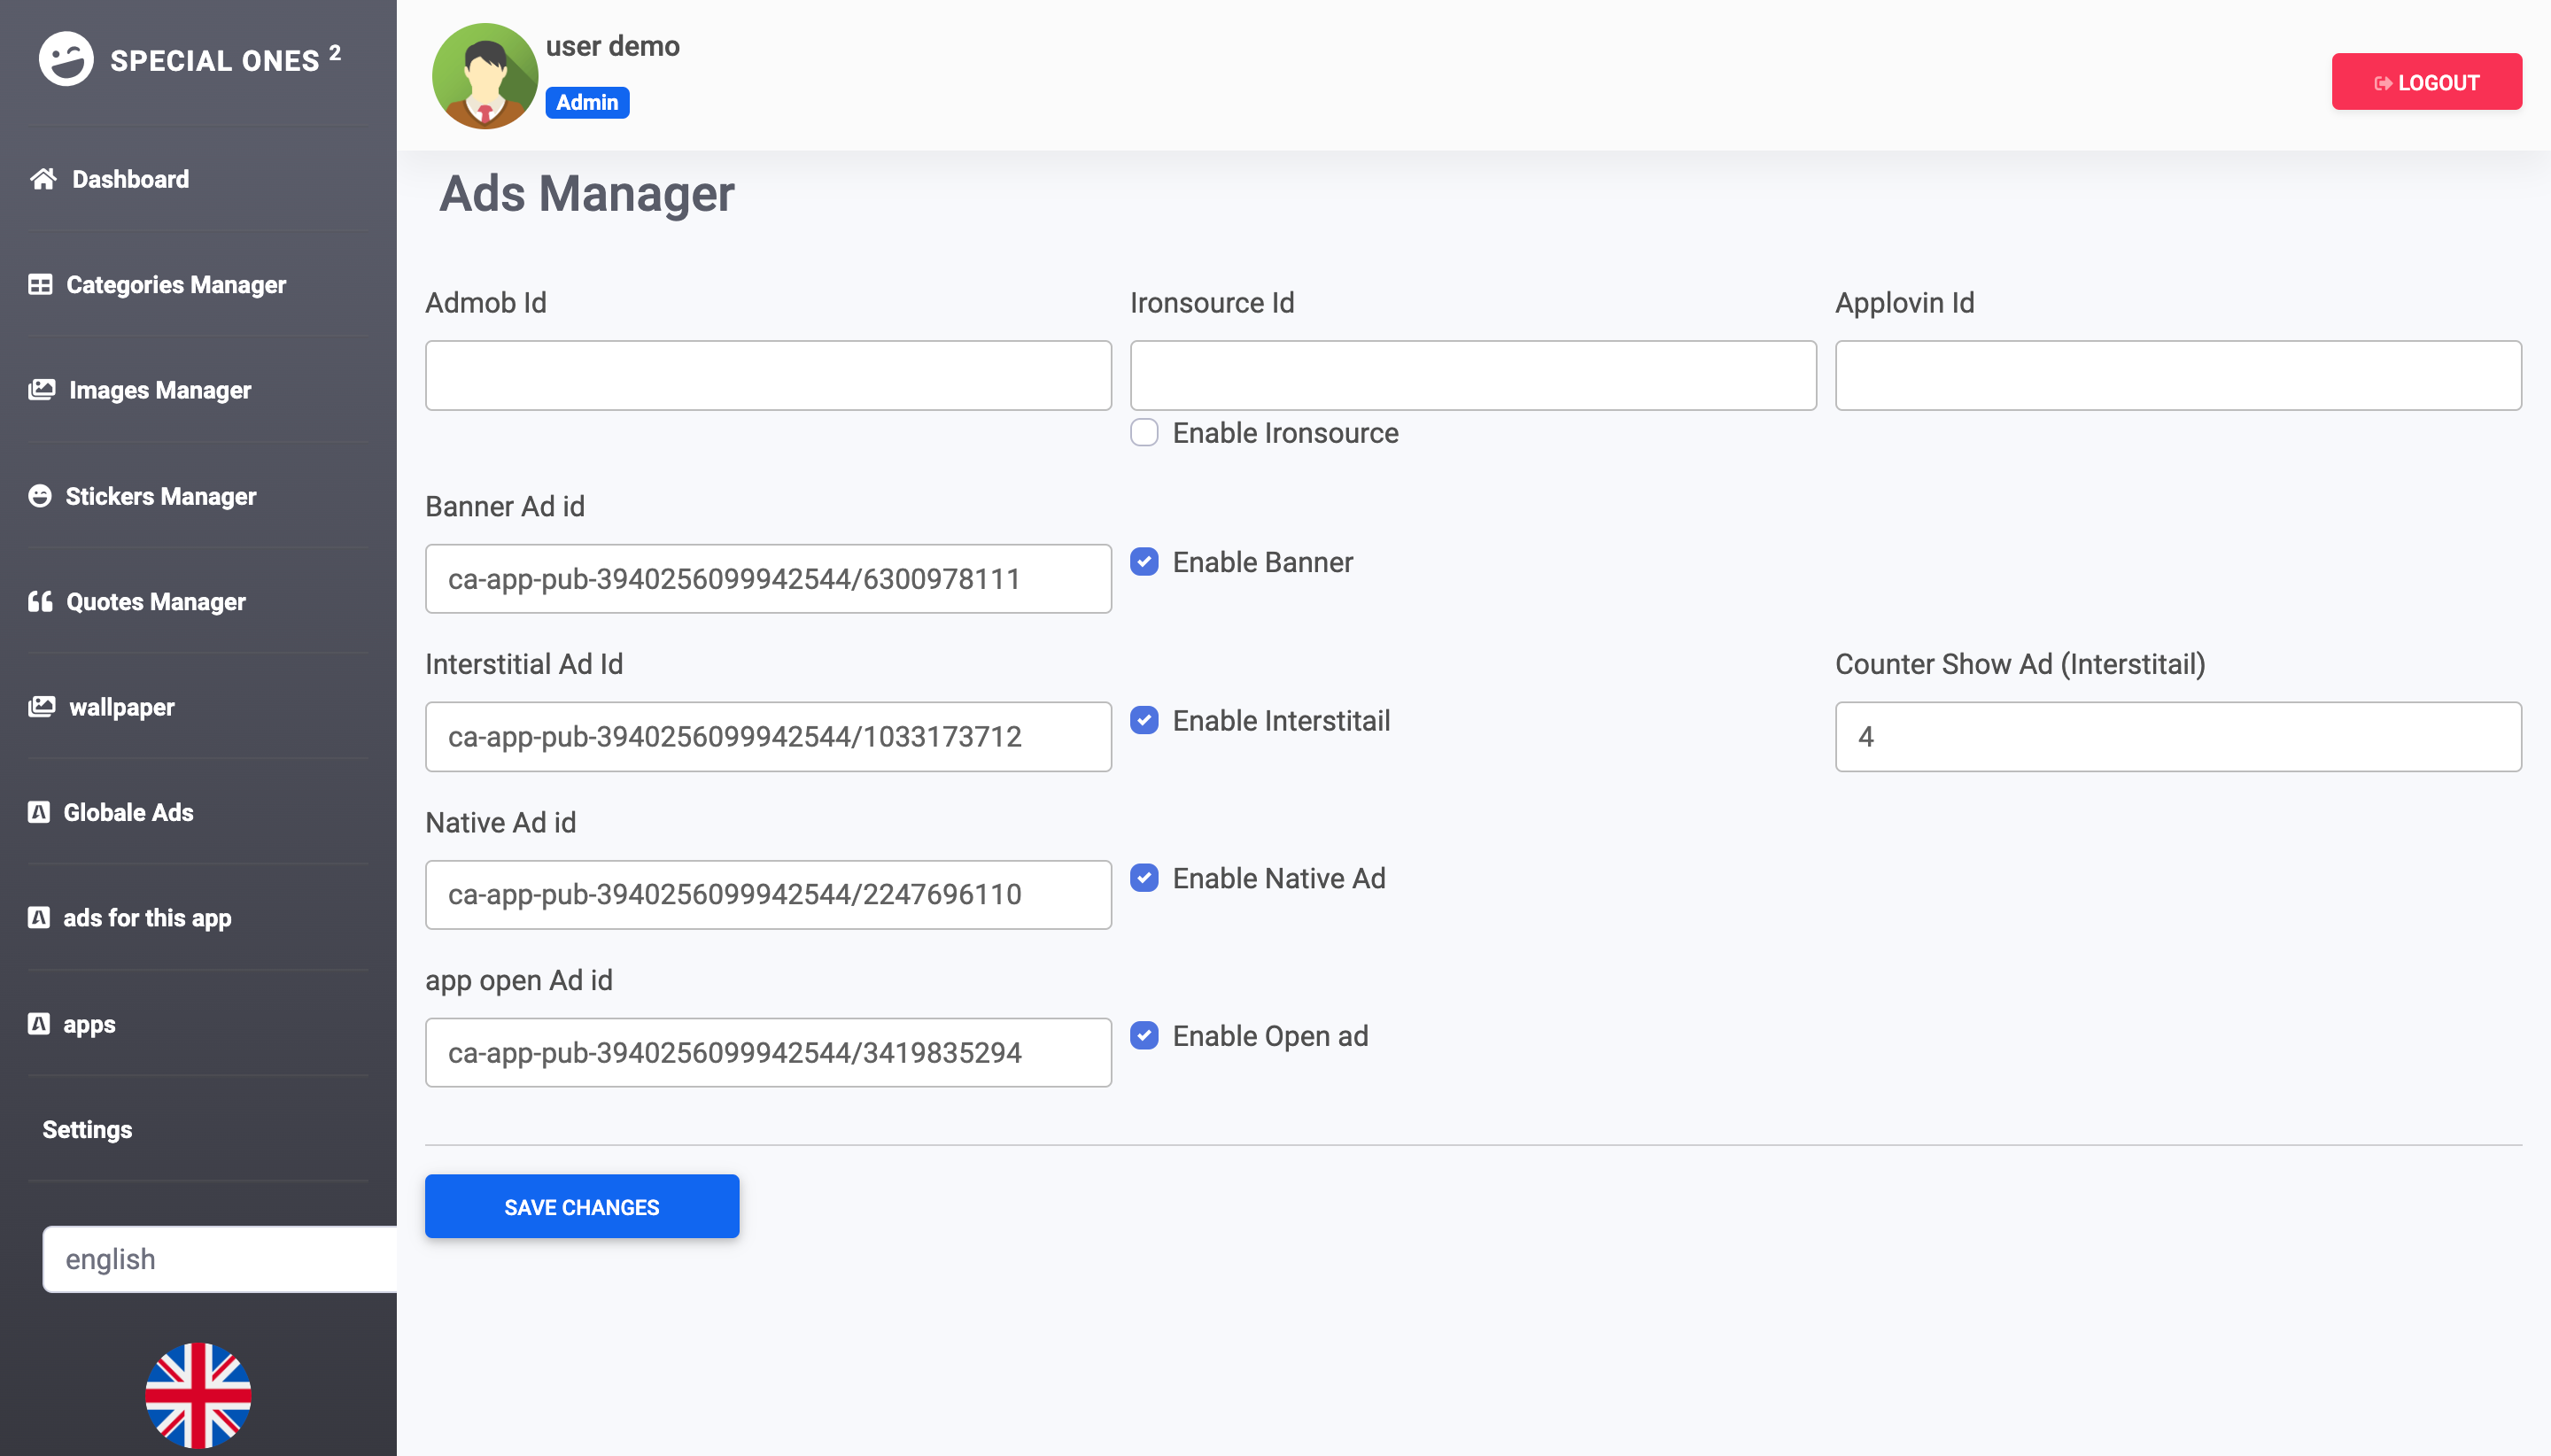 SPECIAL ONES 2
Dashboard
Categories Manager
Images Manager
Stickers Manager
Quotes Manager
wallpaper
Globale Ads
ads for this app
apps
Settings
english
user demo
Admin
LOGOUT
Ads Manager
Admob Id
Ironsource Id
Applovin Id
Enable Ironsource
Banner Ad id
ca-app-pub-3940256099942544/6300978111
Enable Banner
Interstitial Ad Id
Counter Show Ad (Interstitail)
ca-app-pub-3940256099942544/1033173712
Enable Interstitail
4
Native Ad id
ca-app-pub-3940256099942544/2247696110
Enable Native Ad
app open Ad id
ca-app-pub-3940256099942544/3419835294
Enable Open ad
SAVE CHANGES